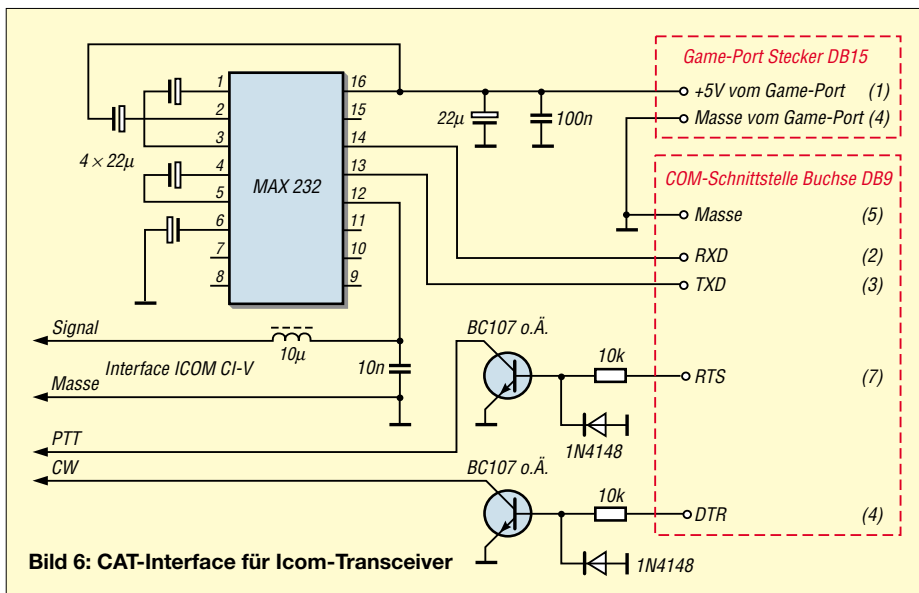 Game-Port Stecker DB15
+5V vom Game-Port (1)
Masse vom Game-Port (4)
COM-Schnittstelle Buchse DB9
Masse (5)
RXD (2)
TXD (3)
RTS (7)
DTR (4)
4 × 22µ
1
2
3
4
5
6
7
8
MAX 232
16
15
14
13
12
11
10
9
22µ
100n
Signal
10µ
Interface ICOM CI-V
10n
Masse
PTT
CW
BC107 o.Ä.
10k
1N4148
BC107 o.Ä.
10k
1N4148
Bild 6: CAT-Interface für Icom-Transceiver